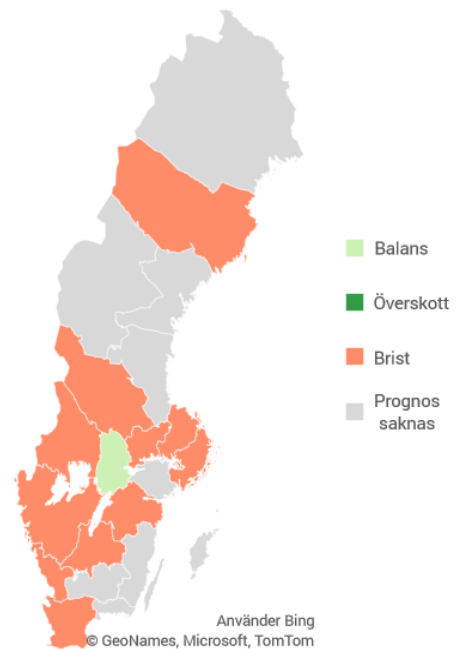 Balans
Överskott
Brist
Prognos
saknas
Använder Bing
© GeoNames, Microsoft, TomTom